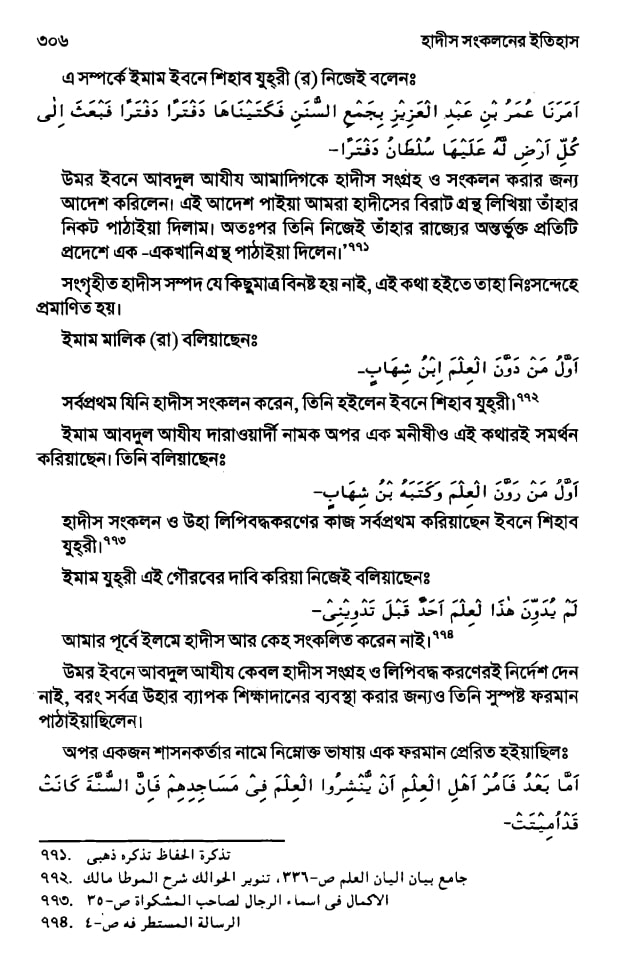 ৩০৬ হাদীস সংকলনের ইতিহাস
এ সম্পর্কে ইমাম ইবনে শিহাব যুহ্‌রী (র) নিজেই বলেনঃ
اَمَرَنَا عُمَرُ بْنِ عَبْدِ الْعَزِيْزِ بِجَمْعِ السُّنَنِ فَكَتَبْنَاهَا دَفْتَرًا دَفْتَرًا فَبَعَثَ اِلٰى
كُلِّ اَرْضٍ لَّهُ عَلَيْهَا سُلْطَانُ دَفْتَرًا-
উমর ইবনে আবদুল আযীয আমাদিগকে হাদীস সংগ্রহ ও সংকলন করার জন্য
আদেশ করিলেন। এই আদেশ পাইয়া আমরা হাদীসের বিরাট গ্রন্থ লিখিয়া তাঁহার
নিকট পাঠাইয়া দিলাম। অতঃপর তিনি নিজেই তাঁহার রাজ্যের অন্তর্ভুক্ত প্রতিটি
প্রদেশে এক -একখানি গ্রন্থ পাঠাইয়া দিলেন।’৭৭১
সংগৃহীত হাদীস সম্পদ যে কিছুমাত্র বিনষ্ট হয় নাই, এই কথা হইতে তাহা নিঃসন্দেহে
প্রমাণিত হয়।
ইমাম মালিক (রা) বলিয়াছেনঃ
اَوَّلُ مَنْ دَوَّنَ الْعِلْمَ اِبْنُ شِهَابٍ-
সর্বপ্রথম যিনি হাদীস সংকলন করেন, তিনি হইলেন ইবনে শিহাব যুহ্‌রী।৭৭২
ইমাম আবদুল আযীয দারাওয়ার্দী নামক অপর এক মনীষীও এই কথারই সমর্থন
করিয়াছেন। তিনি বলিয়াছেনঃ
اَوَّلُ مَنْ رَوَّنَ الْعِلْمَ وَكَتَبَهُ بْنُ شِهَابٍ-
হাদীস সংকলন ও উহা লিপিবদ্ধকরণের কাজ সর্বপ্রথম করিয়াছেন ইবনে শিহাব
যুহ্‌রী।৭৭৩
ইমাম যুহ্‌রী এই গৌরবের দাবি করিয়া নিজেই বলিয়াছেনঃ
لَمْ يُدَوِّنِ هٰذَا لْعِلْمَ اَحَدٌ قَبْلَ تَدْوِيْنِىْ-
আমার পূর্বে ইলমে হাদীস আর কেহ সংকলিত করেন নাই।৭৭৪
উমর ইবনে আবদুল আযীয কেবল হাদীস সংগ্রহ ও লিপিবদ্ধ করণেরই নির্দেশ দেন
নাই, বরং সর্বত্র উহার ব্যাপক শিক্ষাদানের ব্যবস্থা করার জন্যও তিনি সুস্পষ্ট ফরমান
পাঠাইয়াছিলেন।
অপর একজন শাসনকর্তার নামে নিম্নোক্ত ভাষায় এক ফরমান প্রেরিত হইয়াছিলঃ
اَمَّا بَعْدُ فَاْمُرْ اَهْلِ الْعِلْمِ اَنْ يَّنْشِرُوا الْعِلْمَ فِىْ مَسَاجِدِهِمْ فَاِنَّ السُّنَّةَ كَانَتْ
قَدْاُمِيْتَتْ-
৭৭১. تذكرة الحفاظ تذكره ذهبى
৭৭২. جامع بيان اليان العلم ص-٣٣٦، تنوير الحوالك شرح الموطا مالك
৭৭৩. الاكمال فى اسماء الرجال لصاحب المشكواة ص-٣٥
৭৭৪. الرسالة المستطر فه ص-٤